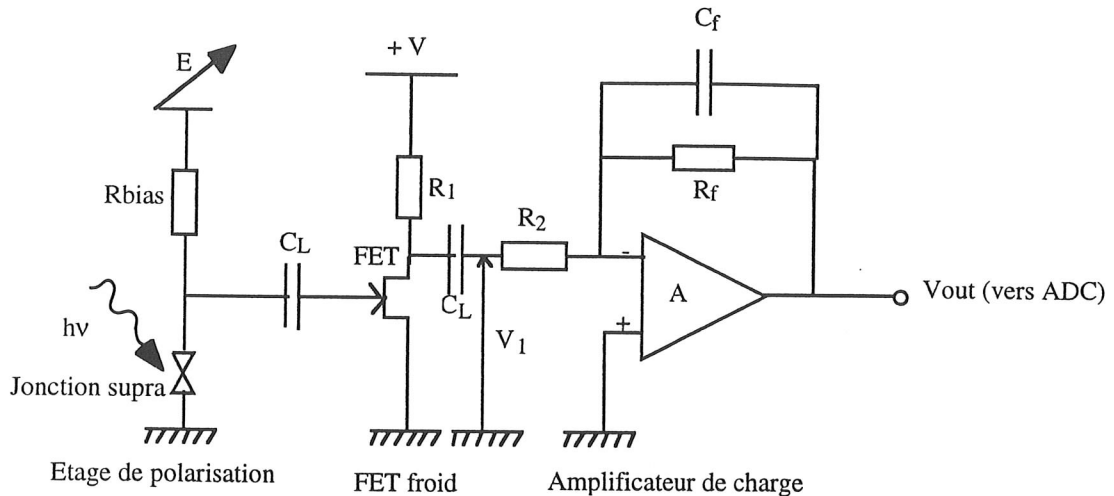 Cf
+ V
E
Rf
Rbias
R1
R2
CL
FET
CL
-
A
+
Vout (vers ADC)
hν
V1
Jonction supra
Etage de polarisation
FET froid
Amplificateur de charge